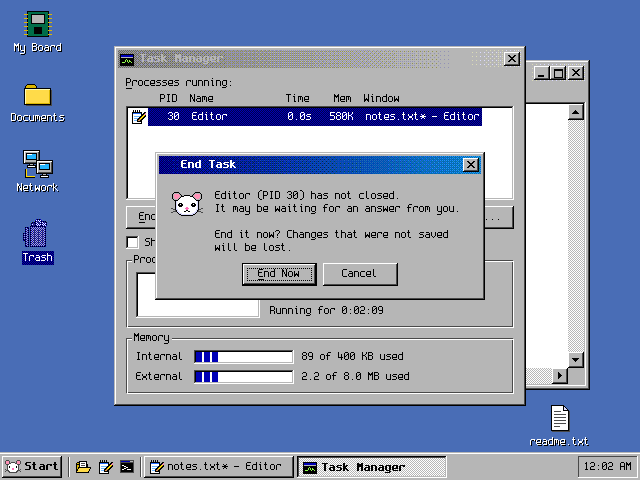 My Board
Documents
Network
Trash
Task Manager
Processes running:
PID Name Time Mem Window
30 Editor 0.0s 580K notes.txt* - Editor
End Task
Editor (PID 30) has not closed.
It may be waiting for an answer from you.
End it now? Changes that were not saved
will be lost.
End Now
Cancel
Running for 0:02:09
Memory
Internal 89 of 400 KB used
External 2.2 of 8.0 MB used
readme.txt
Start
notes.txt* - Editor
Task Manager
12:02 AM